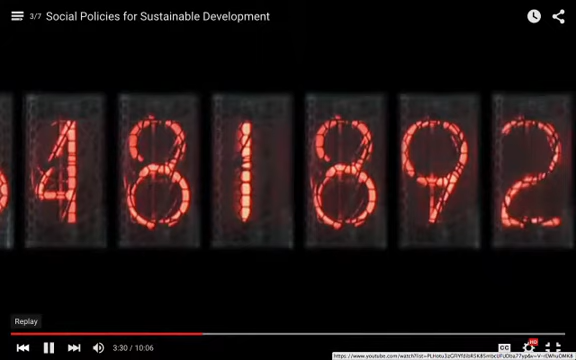 3/7 Social Policies for Sustainable Development
481892
Replay
3:30 / 10:06
CC
HD